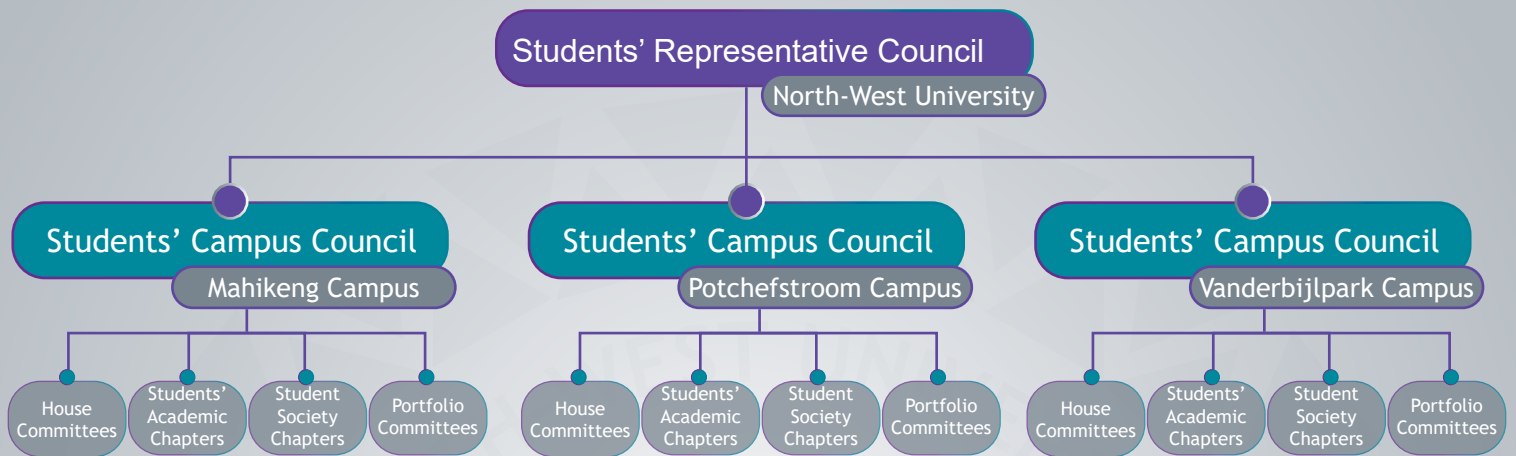 Students’ Representative Council
North-West University
Students’ Campus Council
Mahikeng Campus
Students’ Campus Council
Potchefstroom Campus
Students’ Campus Council
Vanderbijlpark Campus
House
Committees
Students’
Academic
Chapters
Student
Society
Chapters
Portfolio
Committees
House
Committees
Students’
Academic
Chapters
Student
Society
Chapters
Portfolio
Committees
House
Committees
Students’
Academic
Chapters
Student
Society
Chapters
Portfolio
Committees